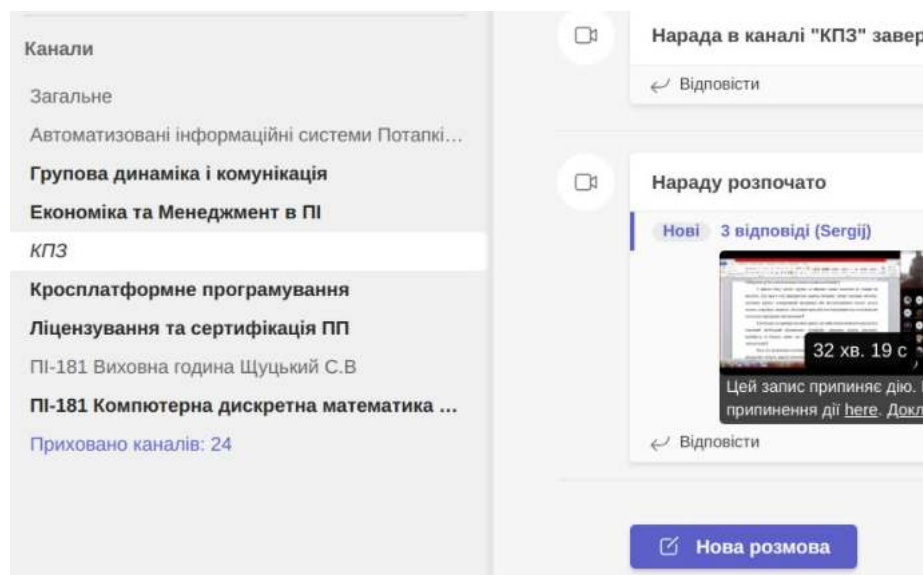 Канали
Загальне
Автоматизовані інформаційні системи Потапкі...
Групова динаміка і комунікація
Економіка та Менеджмент в ПІ
КПЗ
Кросплатформне програмування
Ліцензування та сертифікація ПП
ПІ-181 Виховна година Щуцький С.В
ПІ-181 Компютерна дискретна математика ...
Приховано каналів: 24
Нарада в каналі "КПЗ" завер
Відповісти
Нараду розпочато
Нові 3 відповіді (Sergij)
32 хв. 19 с
Цей запис припиняє дію.
припинення дії here. Докл
Відповісти
Нова розмова